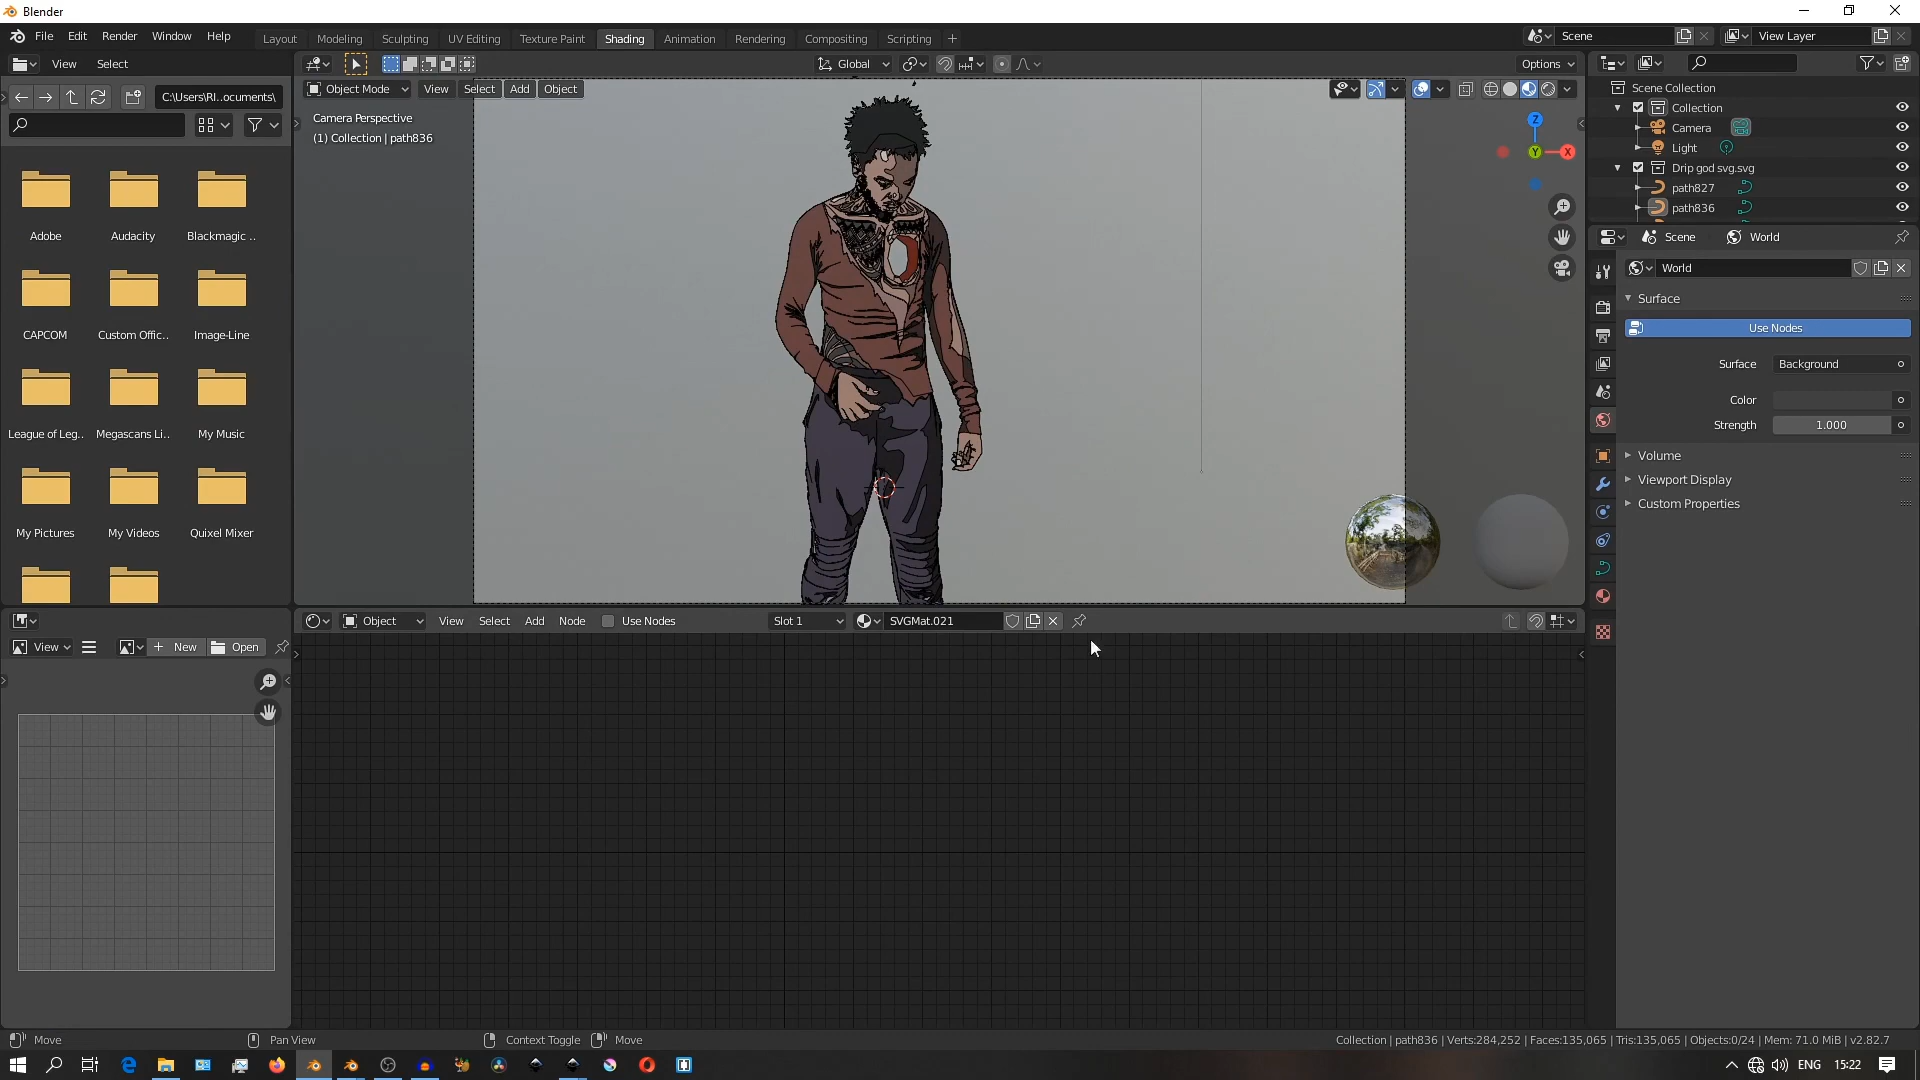 Blender
File Edit Render Window Help
Layout Modeling Sculpting UV Editing Texture Paint Shading Animation Rendering Compositing Scripting +
Scene
View Layer
View Select
Global
Options
C:\Users\RI..ocuments\
Object Mode View Select Add Object
Camera Perspective
(1) Collection | path836
Z
Y
X
Adobe
Audacity
Blackmagic ..
CAPCOM
Custom Offic..
Image-Line
League of Leg..
Megascans Li..
My Music
My Pictures
My Videos
Quixel Mixer
Scene Collection
Collection
Camera
Light
Drip god svg.svg
path827
path836
Scene World
World
Surface
Use Nodes
Surface Background
Color
Strength 1.000
Volume
Viewport Display
Custom Properties
Object View Select Add Node Use Nodes Slot 1 SVGMat.021
View New Open
Move
Pan View
Context Toggle
Move
Collection | path836 | Verts:284,252 | Faces:135,065 | Tris:135,065 | Objects:0/24 | Mem: 71.0 MiB | v2.82.7
ENG 15:22